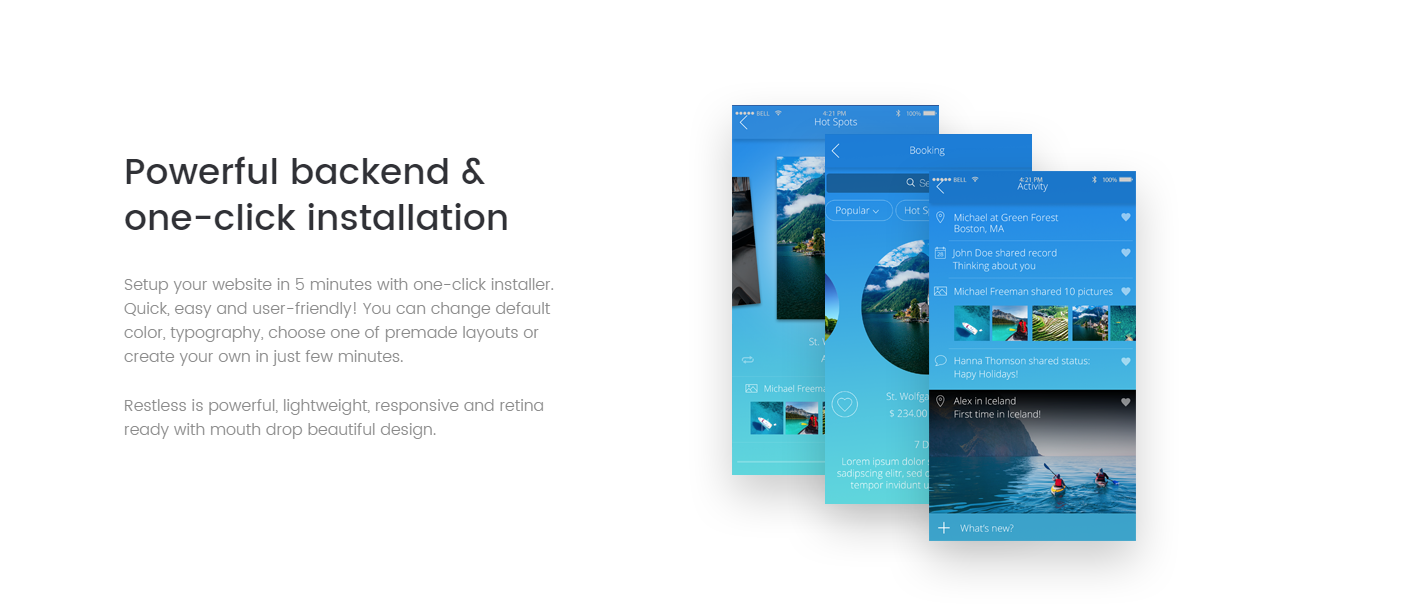 Powerful backend &
one-click installation
Setup your website in 5 minutes with one-click installer.
Quick, easy and user-friendly! You can change default
color, typography, choose one of premade layouts or
create your own in just few minutes.
Restless is powerful, lightweight, responsive and retina
ready with mouth drop beautiful design.
BELL 4:21 PM 100%
Hot Spots
St.
Michael
Booking
Popular
Hot
St. Wolfga
$ 234.00
7 D
Lorem ipsum dolor
sadipscing elitr, sed
tempor invidunt
BELL 4:21 PM 100%
Activity
Michael at Green Forest
Boston, MA
28 John Doe shared record
Thinking about you
Michael Freeman shared 10 pictures
Hanna Thomson shared status:
Hapy Holidays!
Alex in Iceland
First time in Iceland!
What's new?